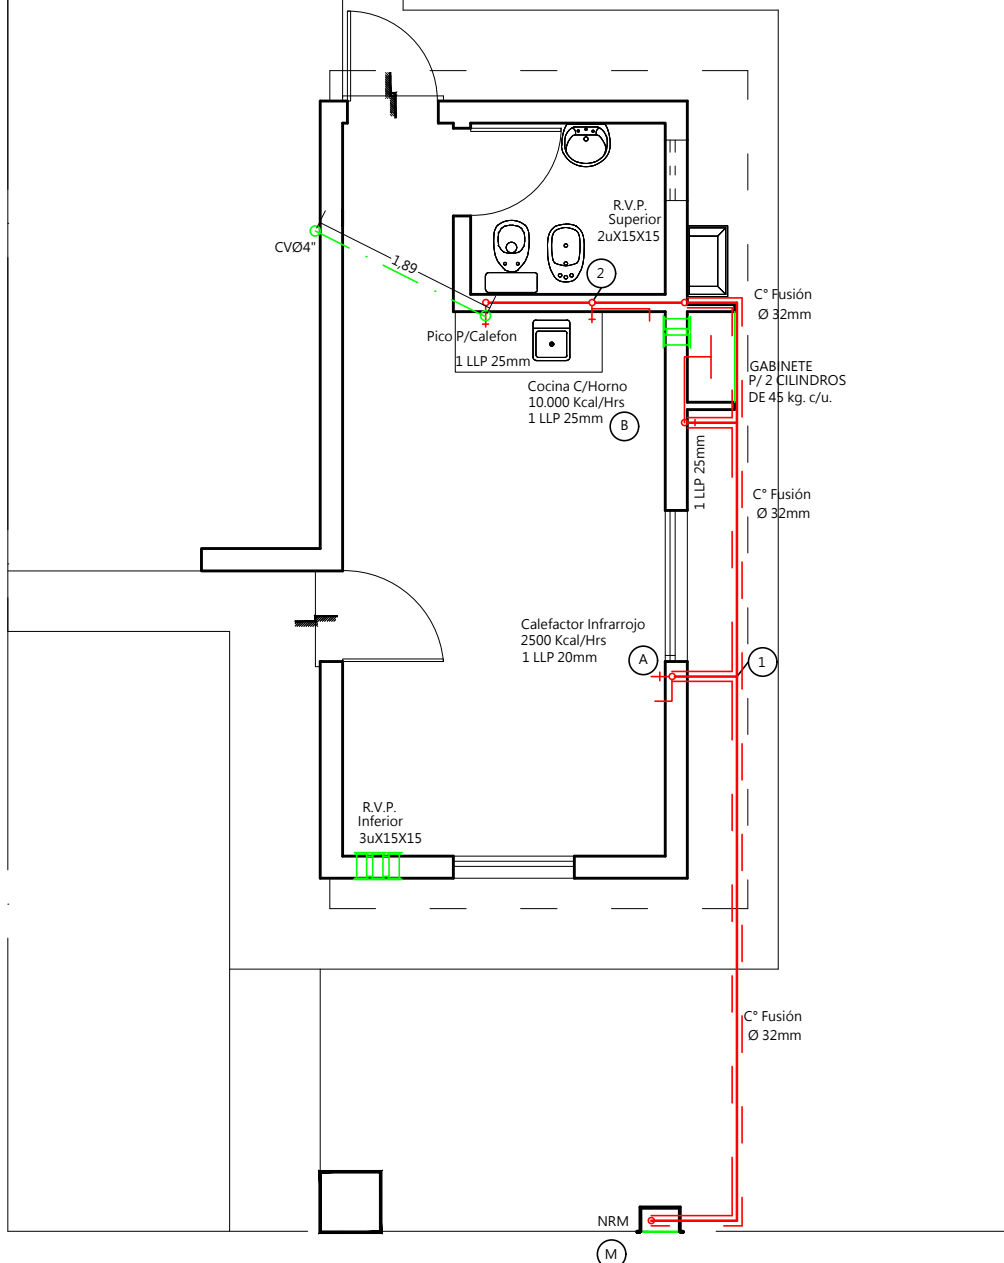 R.V.P.
Superior
2uX15X15
CVØ4"
1,89
2
C° Fusión
Ø 32mm
Pico P/Calefon
1 LLP 25mm
GABINETE
P/ 2 CILINDROS
DE 45 kg. c/u.
Cocina C/Horno
10.000 Kcal/Hrs
1 LLP 25mm
B
1 LLP 25mm
C° Fusión
Ø 32mm
Calefactor Infrarrojo
2500 Kcal/Hrs
1 LLP 20mm
A
1
R.V.P.
Inferior
3uX15X15
C° Fusión
Ø 32mm
NRM
M